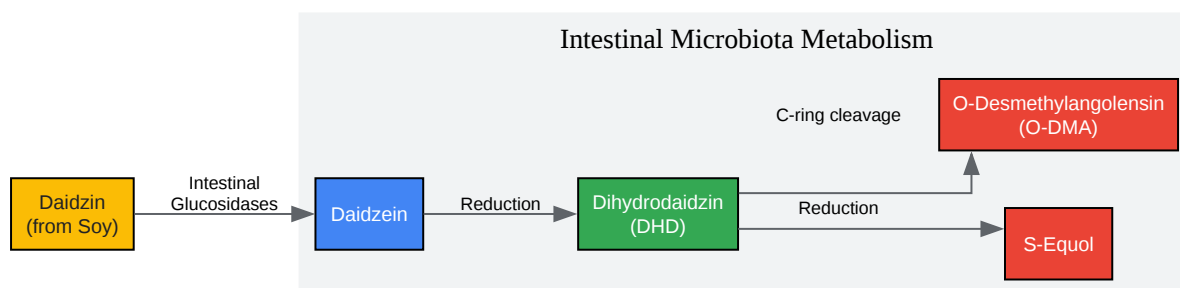 Intestinal Microbiota Metabolism
O-Desmethylangolensin
(O-DMA)
C-ring cleavage
Daidzin
(from Soy)
Intestinal
Glucosidases
Daidzein
Reduction
Dihydrodaidzin
(DHD)
Reduction
S-Equol